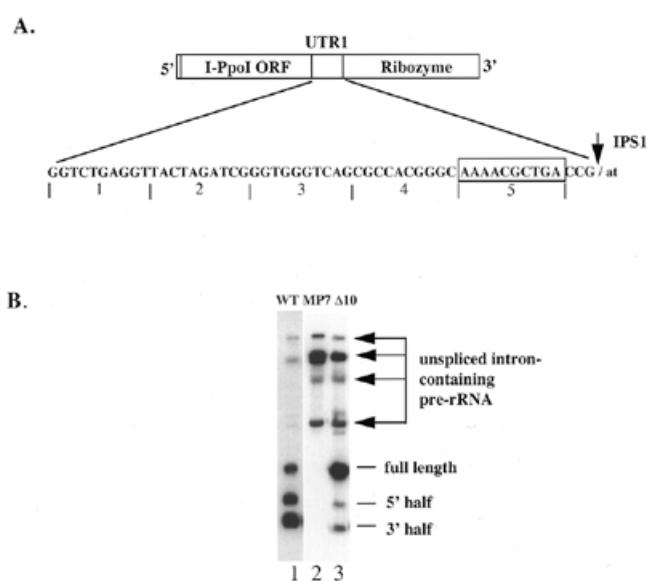 A.
UTR1
5' I-PpoI ORF Ribozyme 3'
IPS1
GGTCTGAGGTTACTAGATCGGGTGGGTCAGCGCCACGGGCAAAACGCTGACCG / at
1 2 3 4 5
B.
WT MP7 Δ10
unspliced intron-
containing
pre-rRNA
full length
5' half
3' half
1 2 3